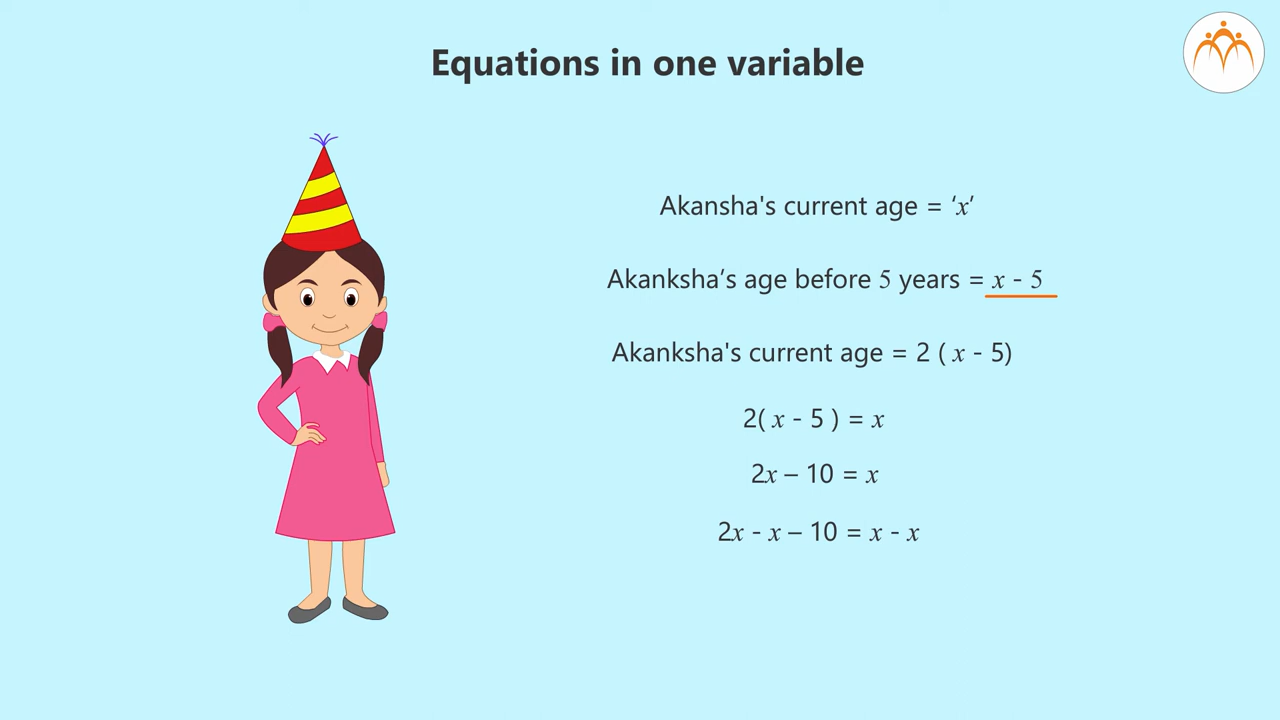 Equations in one variable
Akansha's current age = ‘x’
Akanksha’s age before 5 years = x - 5
Akanksha's current age = 2 ( x - 5)
2( x - 5 ) = x
2x – 10 = x
2x - x – 10 = x - x